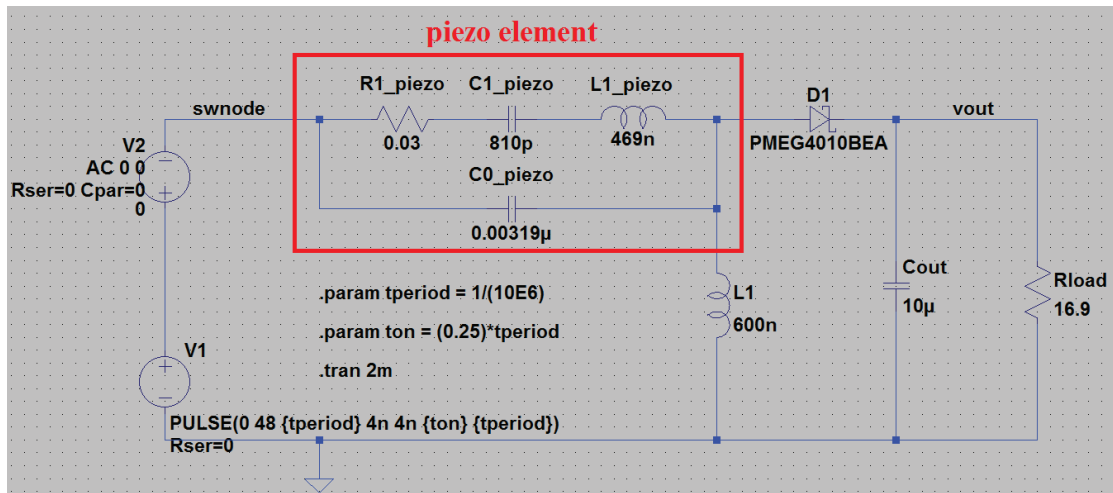 piezo element
R1_piezo
C1_piezo
L1_piezo
D1
swnode
vout
V2
0.03
810p
469n
PMEG4010BEA
AC 0 0
Rser=0 Cpar=0
0
C0_piezo
0.00319µ
Cout
10µ
Rload
16.9
L1
600n
.param tperiod = 1/(10E6)
.param ton = (0.25)*tperiod
.tran 2m
V1
PULSE(0 48 {tperiod} 4n 4n {ton} {tperiod})
Rser=0